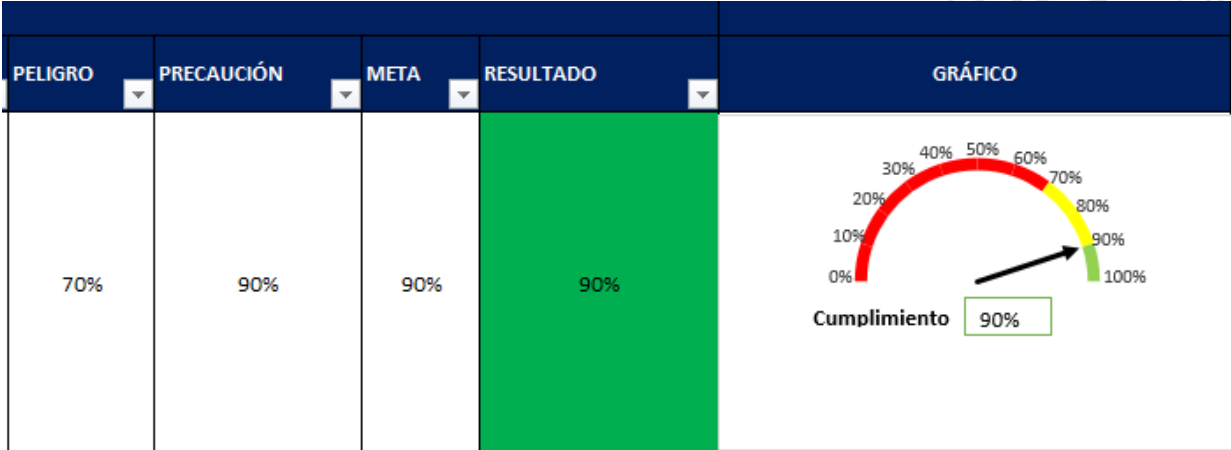 PELIGRO PRECAUCIÓN META RESULTADO GRÁFICO
40% 50% 60%
30% 70%
20% 80%
10% 90%
0% 100%
70% 90% 90% 90%
Cumplimiento 90%